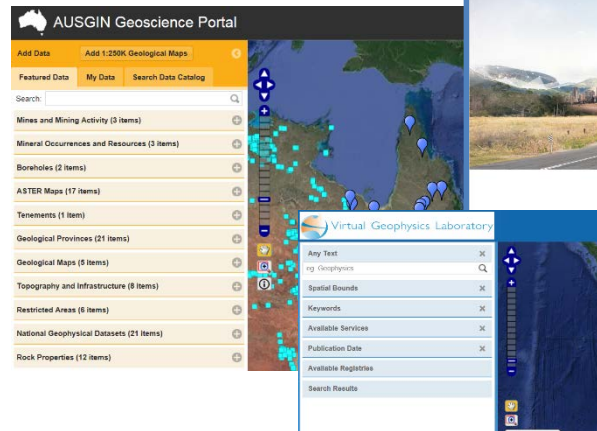 AUSGIN Geoscience Portal
Add Data
Add 1:250K Geological Maps
Featured Data
My Data
Search Data Catalog
Search:
Mines and Mining Activity (3 items)
Mineral Occurrences and Resources (3 items)
Boreholes (2 items)
ASTER Maps (17 items)
Tenements (1 item)
Geological Provinces (21 items)
Geological Maps (5 items)
Topography and Infrastructure (8 items)
Restricted Areas (6 items)
National Geophysical Datasets (21 items)
Rock Properties (12 items)
Virtual Geophysics Laboratory
Any Text
eg. Geophysics
Spatial Bounds
Keywords
Available Services
Publication Date
Available Registries
Search Results